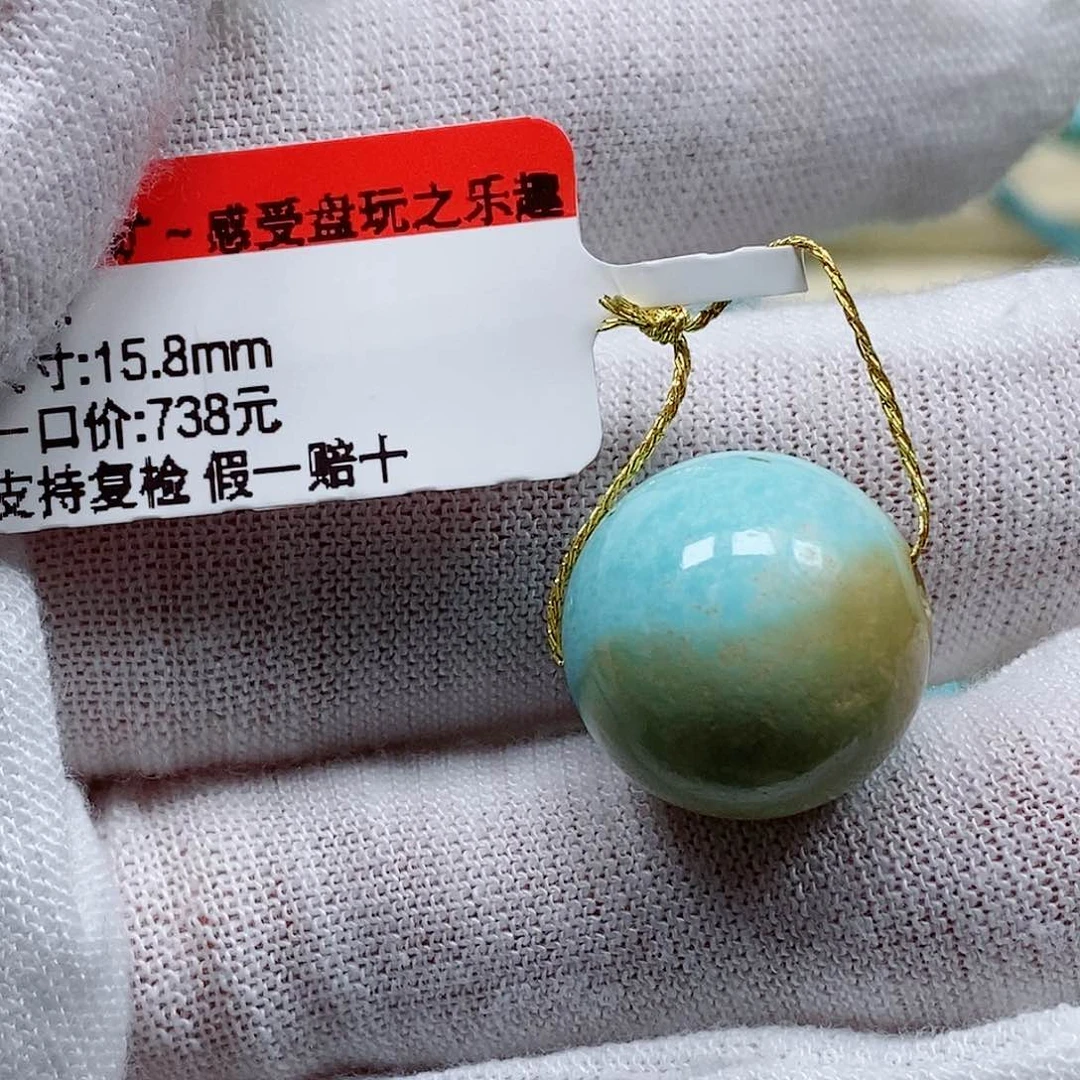 ~感受盘玩之乐趣
寸:15.8mm
一口价:738元
支持复检 假一赔十